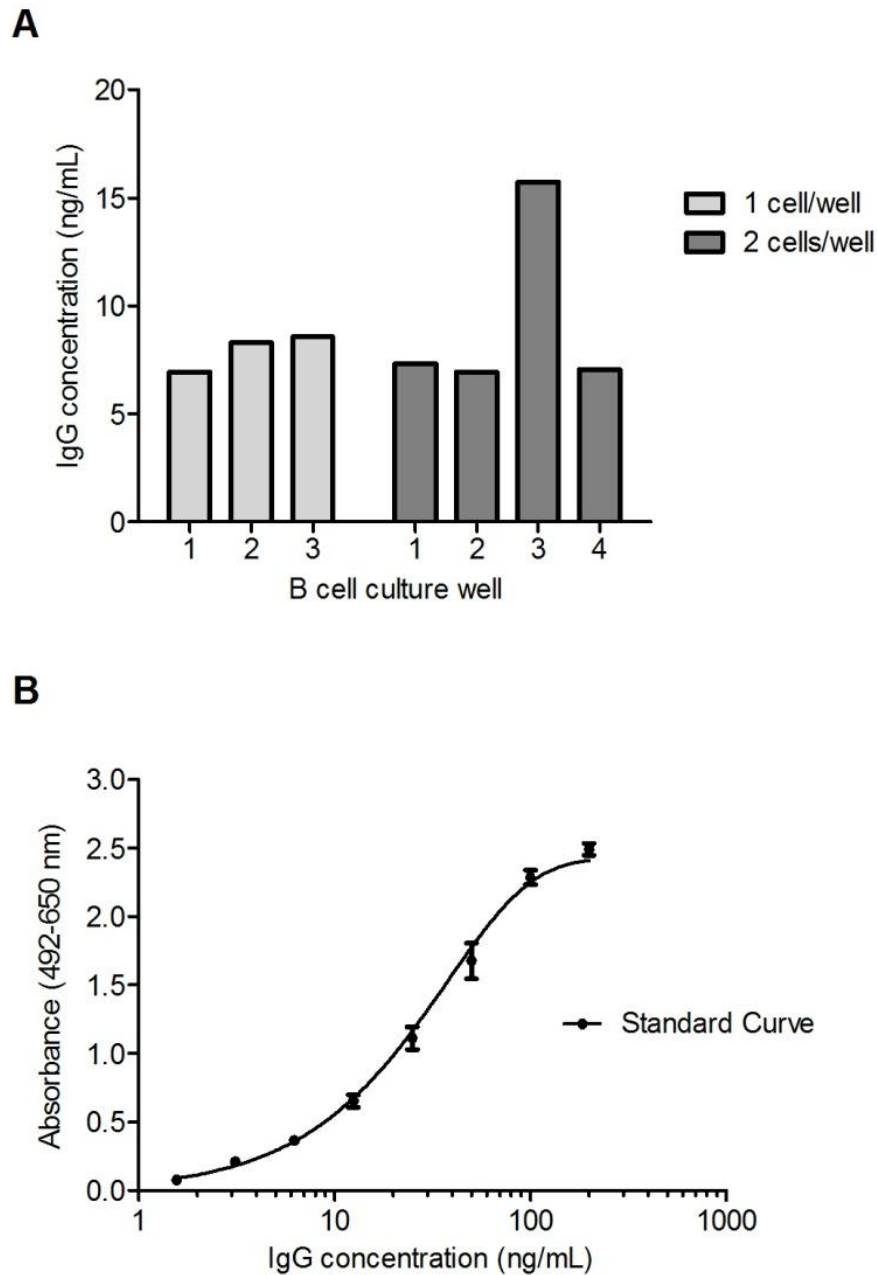 A
20
15
10
5
0
IgG concentration (ng/mL)
1 cell/well
2 cells/well
1 2 3 1 2 3 4
B cell culture well
B
3.0
2.5
2.0
1.5
1.0
0.5
0.0
Absorbance (492-650 nm)
Standard Curve
1 10 100 1000
IgG concentration (ng/mL)